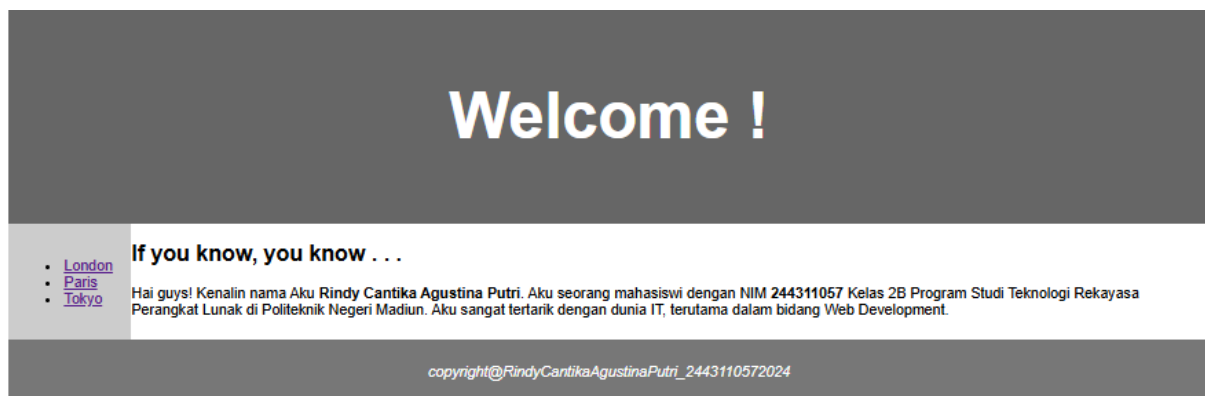 Welcome !
London
Paris
Tokyo
If you know, you know . . .
Hai guys! Kenalin nama Aku Rindy Cantika Agustina Putri. Aku seorang mahasiswi dengan NIM 244311057 Kelas 2B Program Studi Teknologi Rekayasa
Perangkat Lunak di Politeknik Negeri Madiun. Aku sangat tertarik dengan dunia IT, terutama dalam bidang Web Development.
copyright@RindyCantikaAgustinaPutri_2443110572024